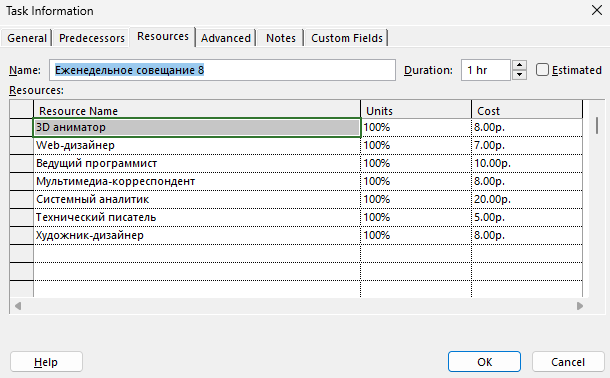 Task Information
General Predecessors Resources Advanced Notes Custom Fields
Name: Еженедельное совещание 8 Duration: 1 hr Estimated
Resources:
Resource Name Units Cost
3D аниматор 100% 8.00р.
Web-дизайнер 100% 7.00р.
Ведущий программист 100% 10.00р.
Мультимедиа-корреспондент 100% 8.00р.
Системный аналитик 100% 20.00р.
Технический писатель 100% 5.00р.
Художник-дизайнер 100% 8.00р.
Help OK Cancel